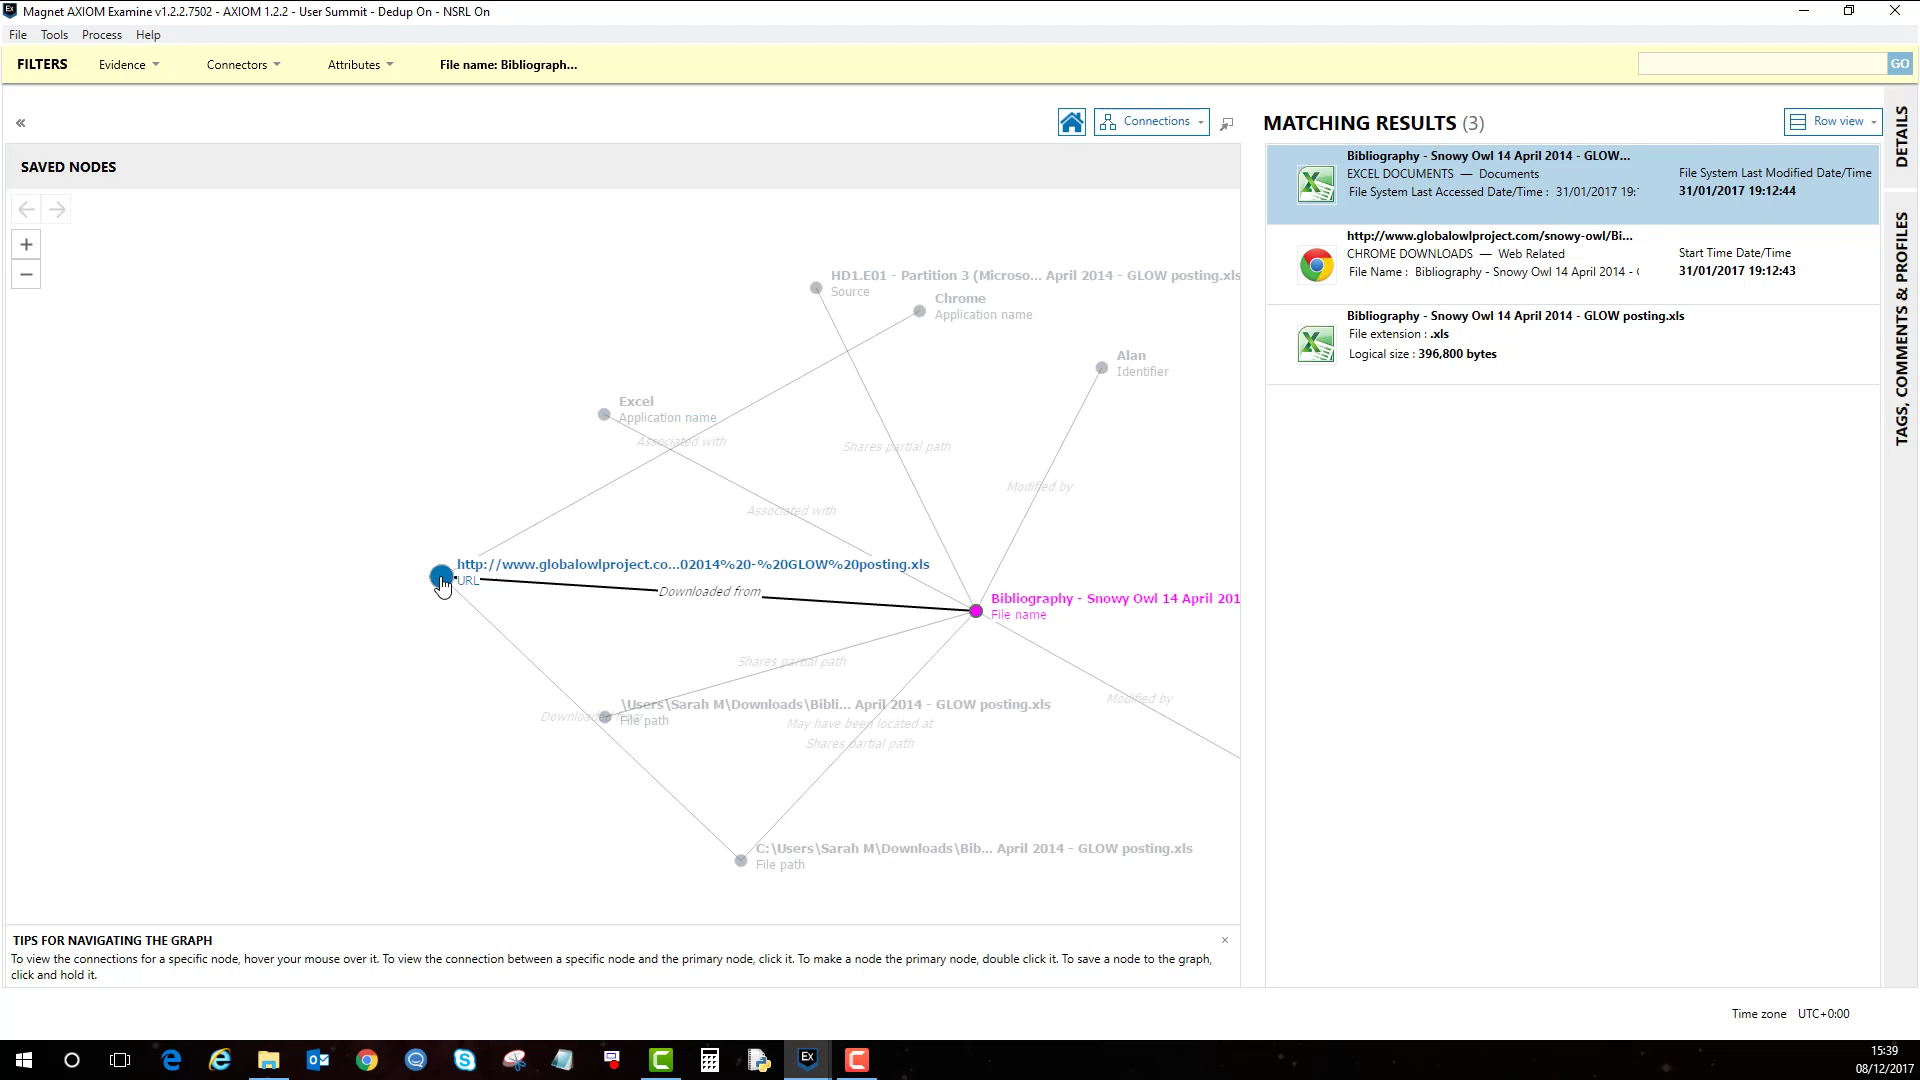 Magnet AXIOM Examine v1.2.2.7502 - AXIOM 1.2.2 - User Summit - Dedup On - NSRL On
File Tools Process Help
FILTERS Evidence Connectors Attributes File name: Bibliograph... GO
« Connections MATCHING RESULTS (3) Row view
DETAILS
TAGS, COMMENTS & PROFILES
SAVED NODES
HD1.E01 - Partition 3 (Microso... April 2014 - GLOW posting.xls
Source
Chrome
Application name
Alan
Identifier
Excel
Application name
Associated with
Shares partial path
Modified by
Associated with
http://www.globalowlproject.co...02014%20-%20GLOW%20posting.xls
URL
Downloaded from
Bibliography - Snowy Owl 14 April 201
File name
Shares partial path
\Users\Sarah M\Downloads\Bibli... April 2014 - GLOW posting.xls
File path
Downloaded from
May have been located at
Shares partial path
Modified by
C:\Users\Sarah M\Downloads\Bib... April 2014 - GLOW posting.xls
File path
Bibliography - Snowy Owl 14 April 2014 - GLOW...
EXCEL DOCUMENTS — Documents
File System Last Accessed Date/Time : 31/01/2017 19:
File System Last Modified Date/Time
31/01/2017 19:12:44
http://www.globalowlproject.com/snowy-owl/Bi...
CHROME DOWNLOADS — Web Related
File Name : Bibliography - Snowy Owl 14 April 2014 - (
Start Time Date/Time
31/01/2017 19:12:43
Bibliography - Snowy Owl 14 April 2014 - GLOW posting.xls
File extension : .xls
Logical size : 396,800 bytes
TIPS FOR NAVIGATING THE GRAPH
To view the connections for a specific node, hover your mouse over it. To view the connection between a specific node and the primary node, click it. To make a node the primary node, double click it. To save a node to the graph,
click and hold it.
Time zone UTC+0:00
15:39
08/12/2017